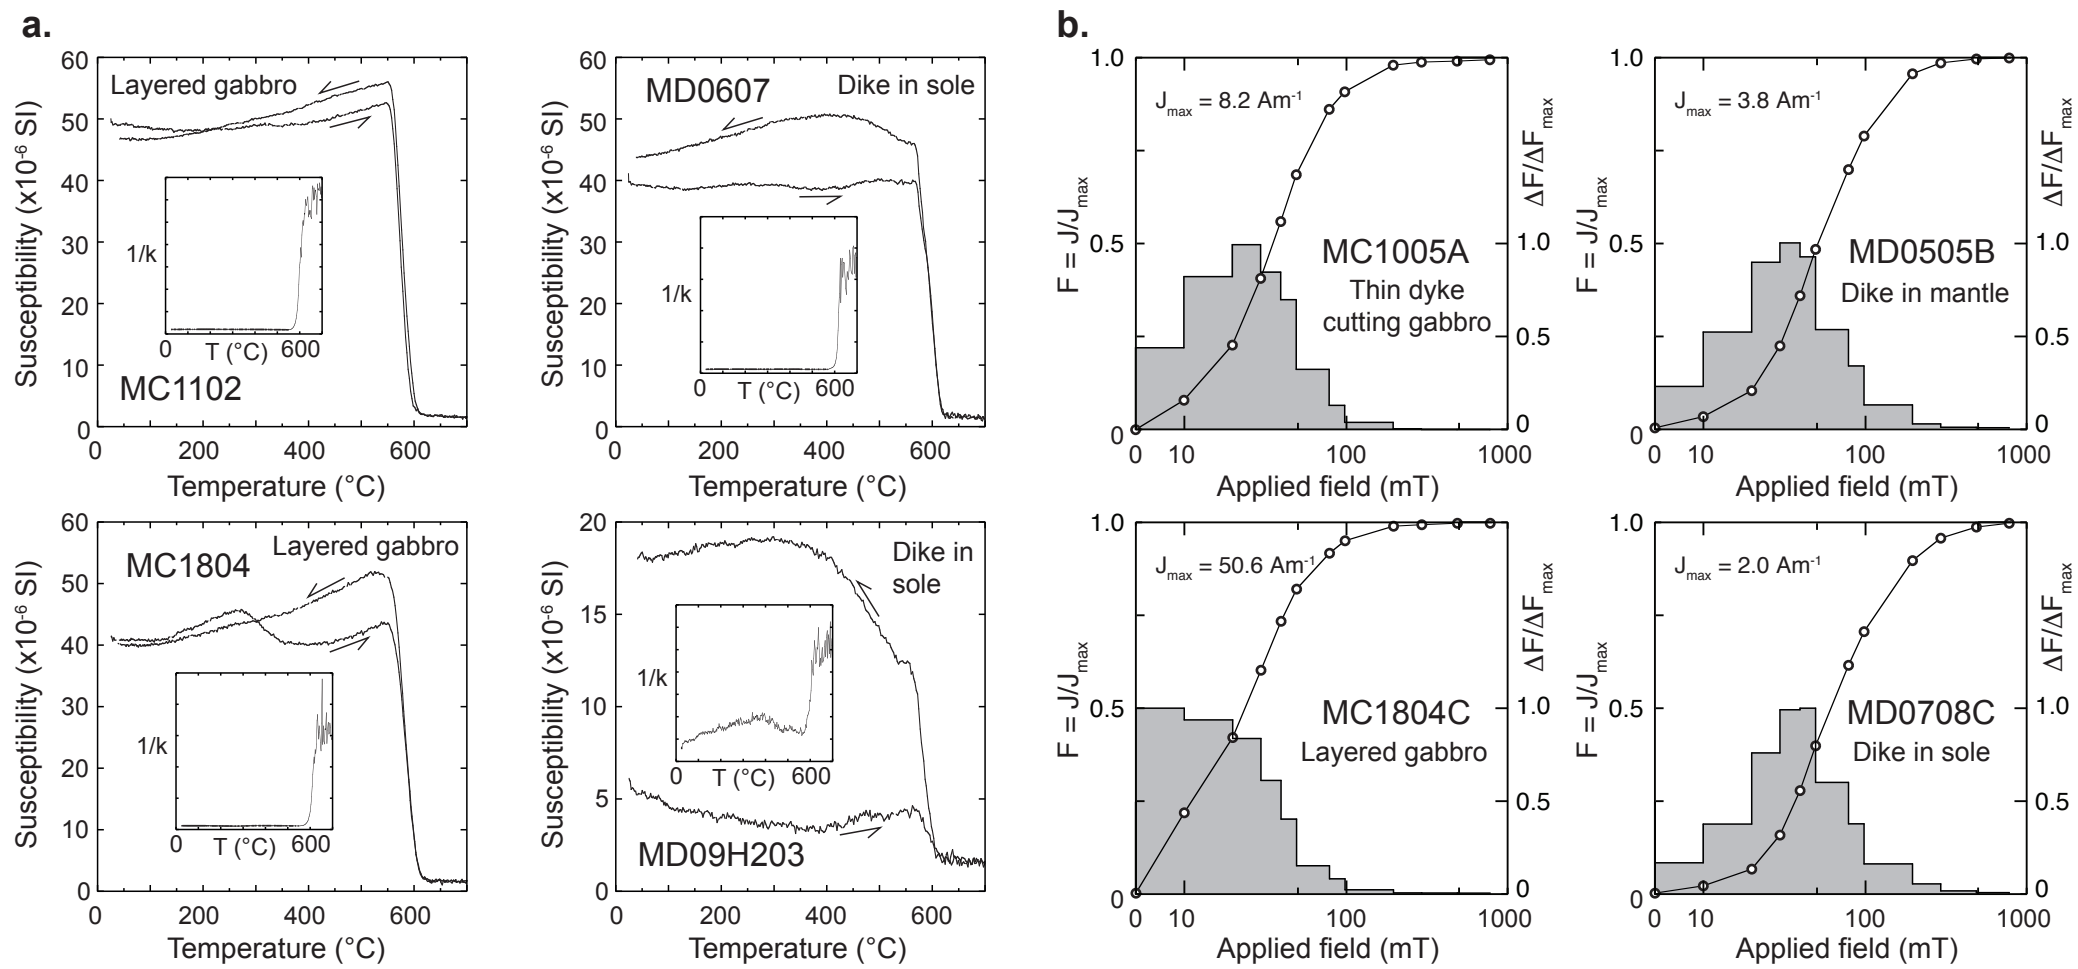 a.
60
50
40
30
20
10
0
Susceptibility (x10-6 SI)
Layered gabbro
1/k
0
T (°C)
600
MC1102
0
200
400
600
Temperature (°C)
60
50
40
30
20
10
0
Susceptibility (x10-6 SI)
MD0607
Dike in sole
1/k
0
T (°C)
600
0
200
400
600
Temperature (°C)
60
50
40
30
20
10
0
Susceptibility (x10-6 SI)
MC1804
Layered gabbro
1/k
0
T (°C)
600
0
200
400
600
Temperature (°C)
20
15
10
5
0
Susceptibility (x10-6 SI)
Dike in
sole
1/k
0
T (°C)
600
MD09H203
0
200
400
600
Temperature (°C)
b.
1.0
0.5
0
F = J/Jmax
Jmax = 8.2 Am-1
MC1005A
Thin dyke
cutting gabbro
ΔF/ΔFmax
1.0
0.5
0
0
10
100
1000
Applied field (mT)
1.0
0.5
0
F = J/Jmax
Jmax = 3.8 Am-1
MD0505B
Dike in mantle
ΔF/ΔFmax
1.0
0.5
0
0
10
100
1000
Applied field (mT)
1.0
0.5
0
F = J/Jmax
Jmax = 50.6 Am-1
MC1804C
Layered gabbro
ΔF/ΔFmax
1.0
0.5
0
0
10
100
1000
Applied field (mT)
1.0
0.5
0
F = J/Jmax
Jmax = 2.0 Am-1
MD0708C
Dike in sole
ΔF/ΔFmax
1.0
0.5
0
0
10
100
1000
Applied field (mT)